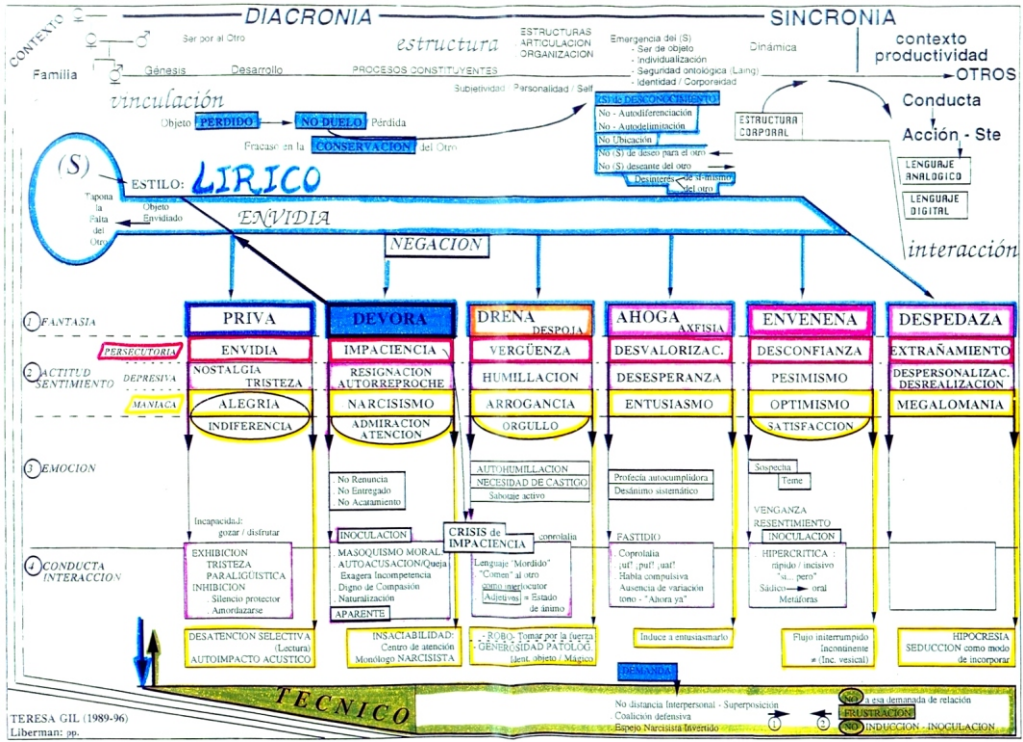 DIACRONIA
SINCRONIA
CONTEXTO
Ser por al Otro
estructura
ESTRUCTURAS
ARTICULACION
ORGANIZACION
Emergencia del (S)
- Ser de objeto
- Individualización
- Seguridad ontologica (Laing)
- Identidad / Corporeidad
Dinámica
contexto
productividad
OTROS
Familia
Génesis
Desarrollo
PROCESOS CONSTITUYENTES
Subjetividad - Personalidad / Self
vinculación
Conducta
Acción - Ste
LENGUAJE
ANALOGICO
LENGUAJE
DIGITAL
interacción
ESTRUCTURA
CORPORAL
Objeto PERDIDO
NO DUELO / Pérdida
Fracaso en la CONSERVACION del Otro
(S) de DESCONOCIMIENTO
No - Autodiferenciación
No - Autodelimitación
No Ubicación
No (S) de deseo para el otro
No (S) deseante del otro
Desinterés
de si-mismo
del otro
(S)
ESTILO: LIRICO
Tapona
la
Falta
del
Otro
Objeto
Envidiado
ENVIDIA
NEGACION
1 FANTASIA
PRIVA
DEVORA
DRENA
DESPOJA
AHOGA
AXFISIA
ENVENENA
DESPEDAZA
PERSECUTORIA
ENVIDIA
IMPACIENCIA
VERGÜENZA
DESVALORIZAC.
DESCONFIANZA
EXTRAÑAMIENTO
2 ACTITUD
SENTIMIENTO
DEPRESIVA
NOSTALGIA
TRISTEZA
RESIGNACION
AUTORREPROCHE
HUMILLACION
DESESPERANZA
PESIMISMO
DESPERSONALIZAC.
DESREALIZACION
MANIACA
ALEGRIA
NARCISISMO
ARROGANCIA
ENTUSIASMO
OPTIMISMO
MEGALOMANIA
INDIFERENCIA
ADMIRACION
ATENCION
ORGULLO
SATISFACCION
3 EMOCION
Incapacidad:
gozar / disfrutar
No Renuncia
No Entregado
No Acatamiento
INOCULACION
AUTOHUMILLACION
NECESIDAD DE CASTIGO
Sabotaje activo
CRISIS de
IMPACIENCIA
coprolalia
Profecía autocumplidora
Desánimo sistemático
FASTIDIO
Sospecha
Teme
VENGANZA
RESENTIMIENTO
INOCULACION
4 CONDUCTA
INTERACCION
EXHIBICION
TRISTEZA
PARALIGÜISTICA
INHIBICION
- Silencio protector
- Amordazarse
MASOQUISMO MORAL:
AUTOACUSACION/Queja
Exagera Incompetencia
Digno de Compasión
Naturalización
APARENTE
Lenguaje "Mordido"
"Comen" al otro
como interlocutor
Adjetivos = Estado
de ánimo
Coprolalia
¡uf! ¡puf! ¡uaf!
Habla compulsiva
Ausencia de variación
tono - "Ahora ya"
HIPERCRITICA :
rápido / incisivo
"si... pero"
Sádico oral
Metáforas
DESATENCION SELECTIVA
(Lectura)
AUTOIMPACTO ACUSTICO
INSACIABILIDAD:
Centro de atención
Monólogo NARCISISTA
- ROBO- Tomar por la fuerza
- GENEROSIDAD PATOLOG.
Ident. objeto / Mágico
Induce a entusiasmarlo
Flujo initerrumpido
Incontinente
≠ (Inc. vesical)
HIPOCRESIA
SEDUCCION como modo
de incorporar
DEMANDA
TECNICO
No distancia Interpersonal - Superposición
Coalición defensiva
Espejo Narcisista Invertido
1
2
NO a esa demanada de relación
FRUSTRACION
NO INDUCCION - INOCULACION
TERESA GIL (1989-96)
Liberman: pp.